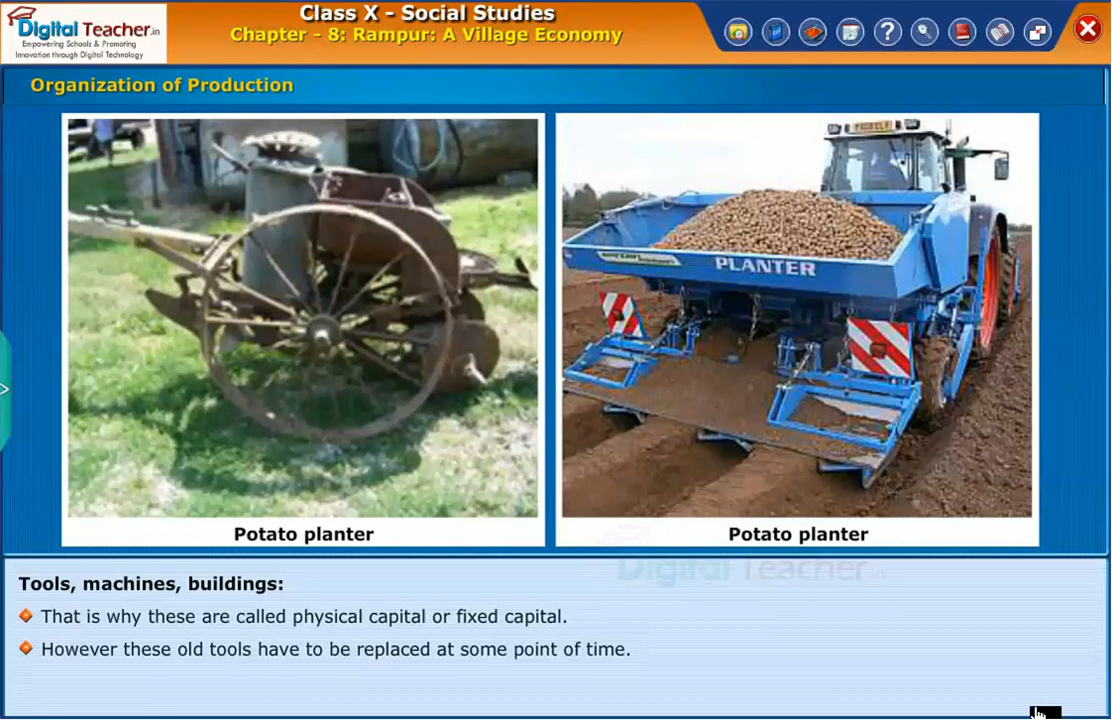 Digital Teacher.in
Empowering Schools & Promoting
Innovation through Digital Technology
Class X - Social Studies
Chapter - 8: Rampur: A Village Economy
Organization of Production
PLANTER
Potato planter
Potato planter
Digital Teacher.in
Tools, machines, buildings:
That is why these are called physical capital or fixed capital.
However these old tools have to be replaced at some point of time.